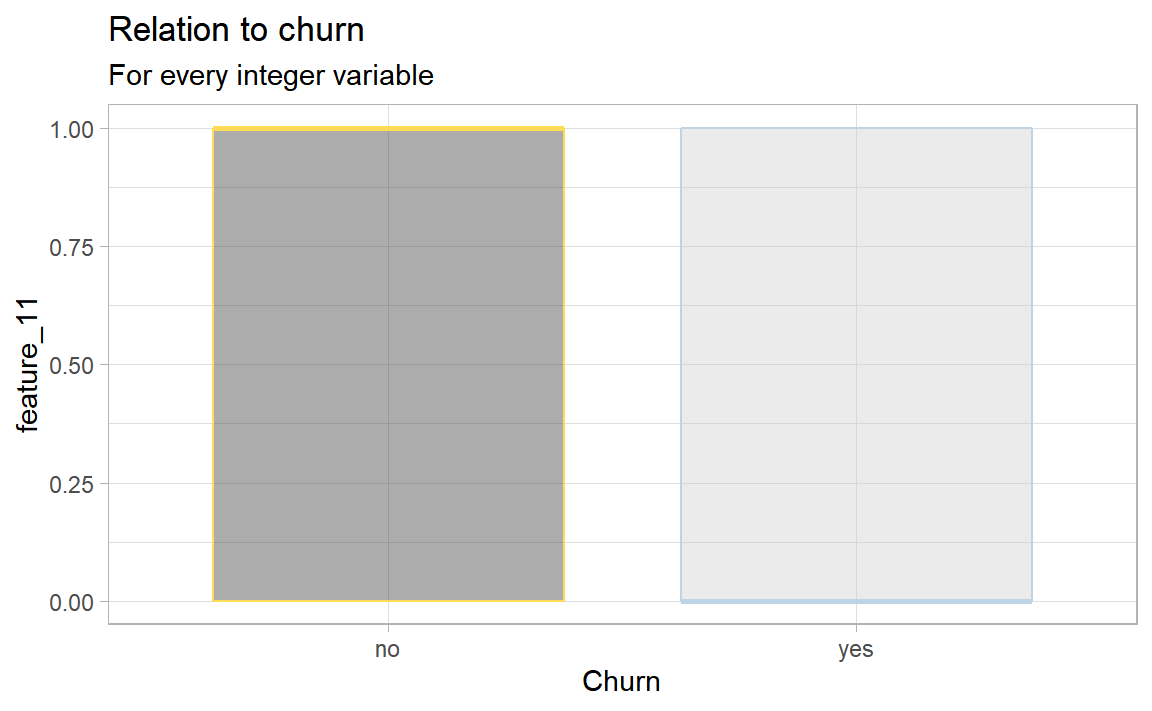 Relation to churn
For every integer variable
1.00
0.75
0.50
0.25
0.00
feature_11
no
yes
Churn